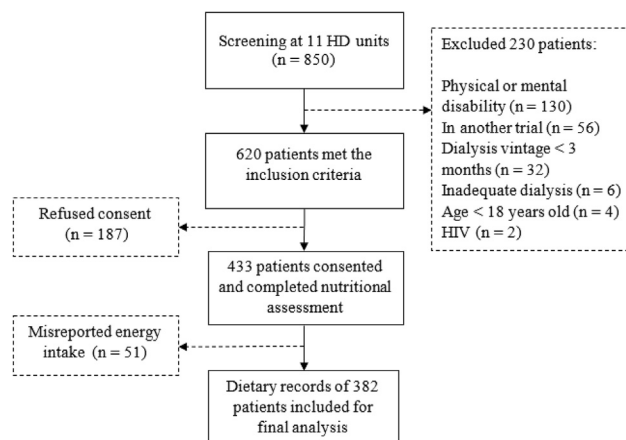 Screening at 11 HD units
(n = 850)
Excluded 230 patients:
Physical or mental
disability (n = 130)
In another trial (n = 56)
Dialysis vintage < 3
months (n = 32)
Inadequate dialysis (n = 6)
Age < 18 years old (n = 4)
HIV (n = 2)
620 patients met the
inclusion criteria
Refused consent
(n = 187)
433 patients consented
and completed nutritional
assessment
Misreported energy
intake (n = 51)
Dietary records of 382
patients included for
final analysis